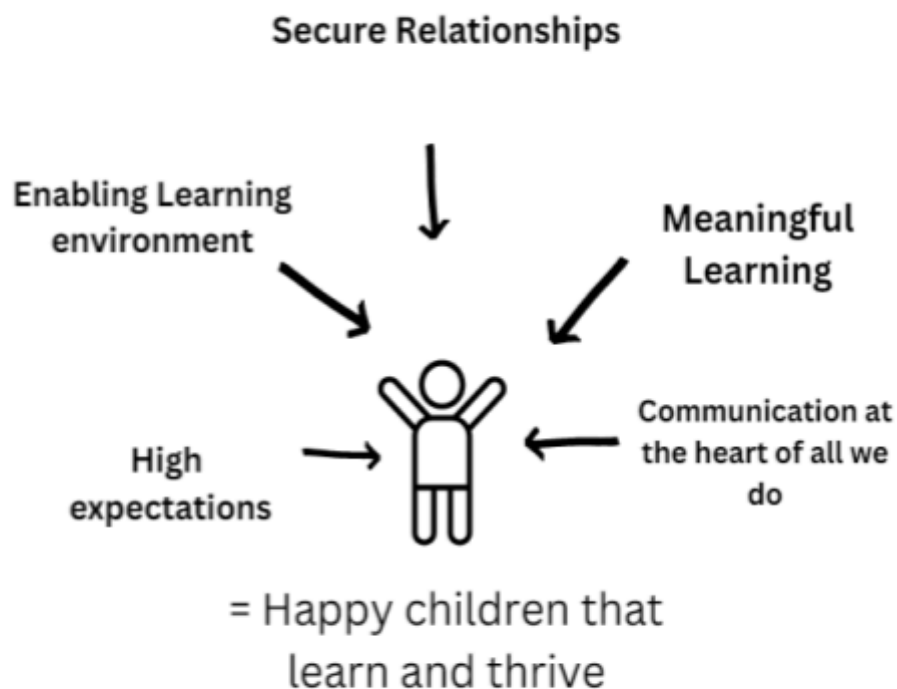 Secure Relationships
Enabling Learning
environment
Meaningful
Learning
High
expectations
Communication at
the heart of all we
do
= Happy children that
learn and thrive